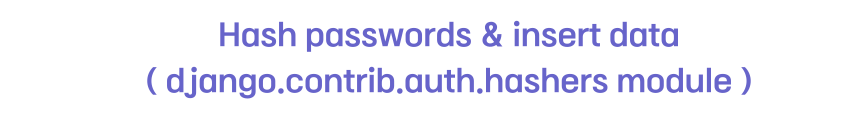 Hash passwords & insert data
( django.contrib.auth.hashers module )